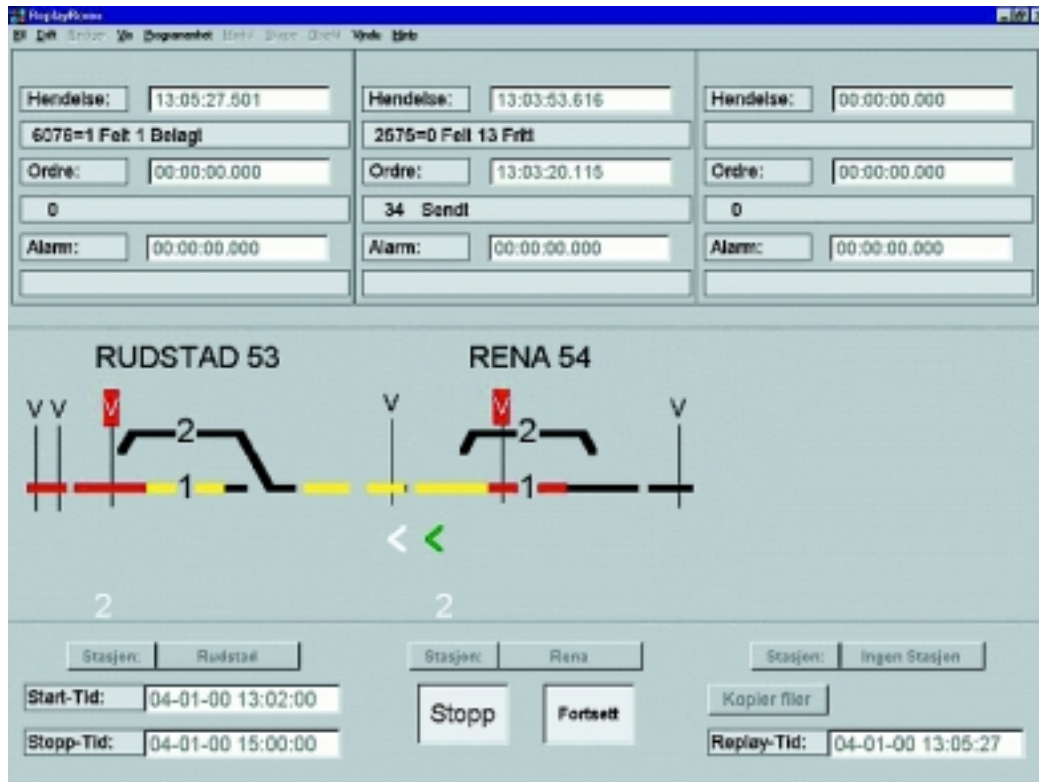 ReplayRoom
Vindu
Hendelse: 13:05:27.501 Hendelse: 13:03:53.616 Hendelse: 00:00:00.000
6076=1 Felt 1 Belagt 2575=0 Felt 13 Fritt
Ordre: 00:00:00.000 Ordre: 13:03:20.115 Ordre: 00:00:00.000
0 34 Sendt 0
Alarm: 00:00:00.000 Alarm: 00:00:00.000 Alarm: 00:00:00.000
RUDSTAD 53 RENA 54
V V V V V V
2 2
1 1
2 2
Stasjon: Rudstad Stasjon: Rena Stasjon: Ingen Stasjon
Start-Tid: 04-01-00 13:02:00 Stopp Fortsett Kopier filer
Stopp-Tid: 04-01-00 15:00:00 Replay-Tid: 04-01-00 13:05:27